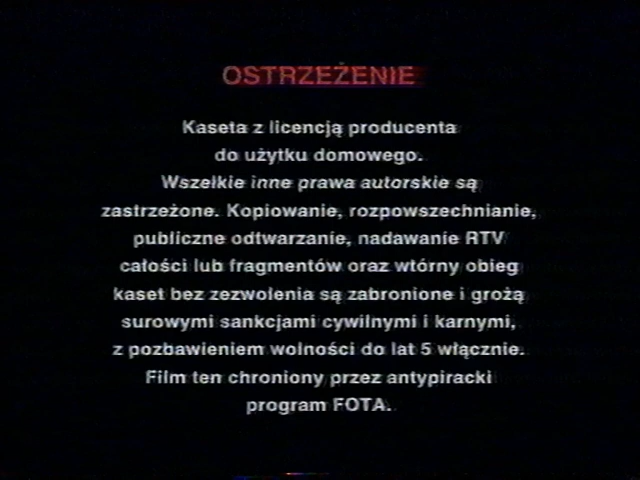 OSTRZEŻENIE
Kaseta z licencją producenta
do użytku domowego.
Wszelkie inne prawa autorskie są
zastrzeżone. Kopiowanie, rozpowszechnianie,
publiczne odtwarzanie, nadawanie RTV
całości lub fragmentów oraz wtórny obieg
kaset bez zezwolenia są zabronione i grożą
surowymi sankcjami cywilnymi i karnymi,
z pozbawieniem wolności do lat 5 włącznie.
Film ten chroniony przez antypiracki
program FOTA.